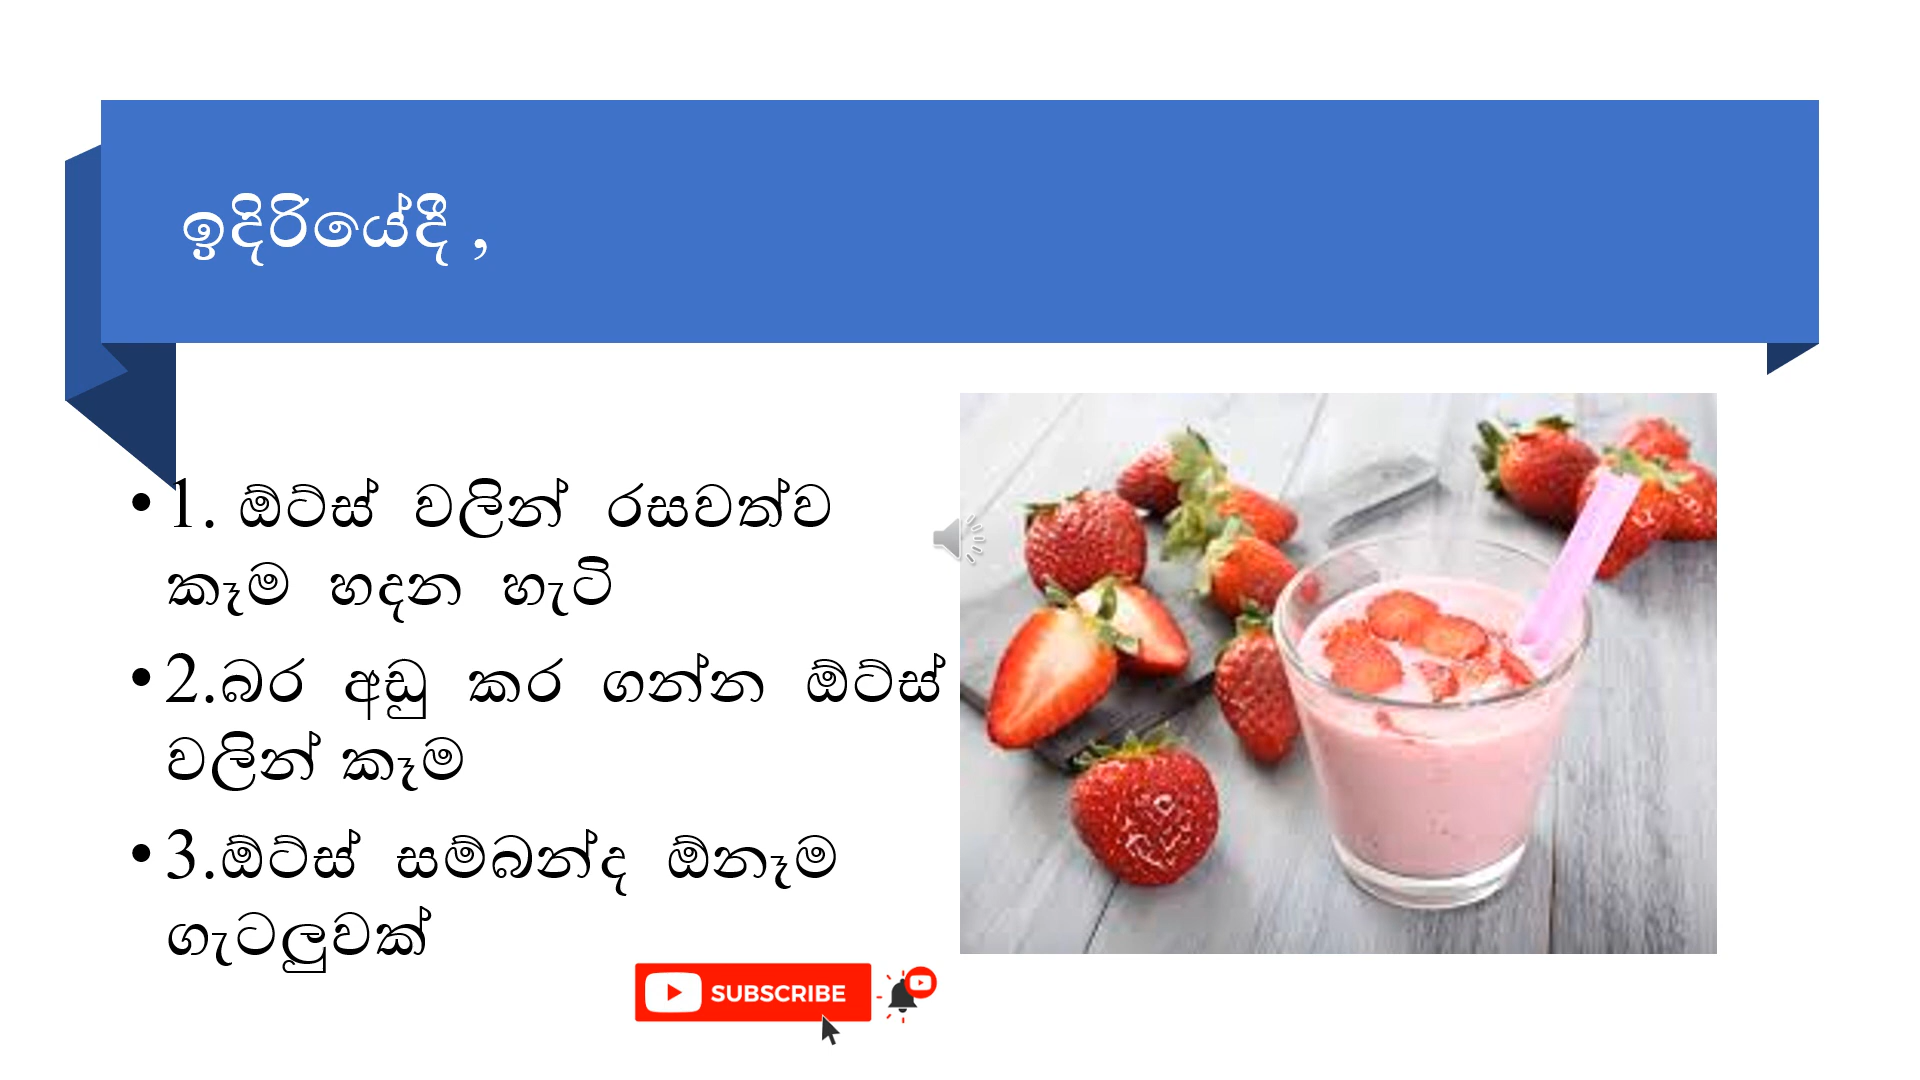 ඉදිරියේදී ,
• 1. ඕට්ස් වලින් රසවත්ව
කෑම හදන හැටි
• 2.බර අඩු කර ගන්න ඕට්ස්
වලින් කෑම
• 3.ඕට්ස් සම්බන්ද ඕනෑම
ගැටලුවක්
SUBSCRIBE